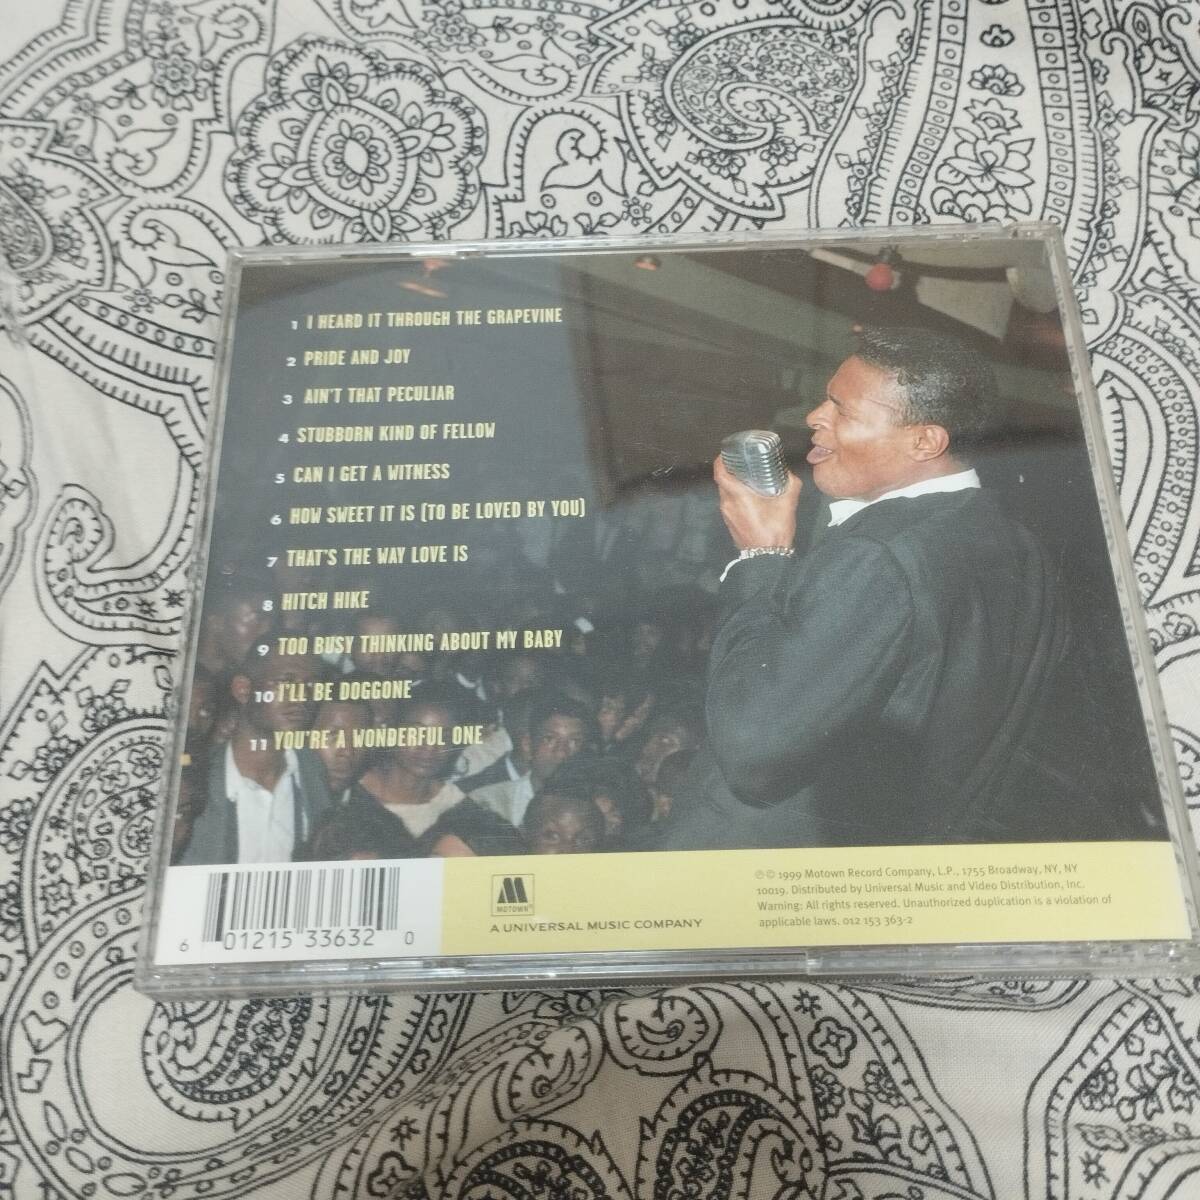 1 I HEARD IT THROUGH THE GRAPEVINE
2 PRIDE AND JOY
3 AIN'T THAT PECULIAR
4 STUBBORN KIND OF FELLOW
5 CAN I GET A WITNESS
6 HOW SWEET IT IS (TO BE LOVED BY YOU)
7 THAT'S THE WAY LOVE IS
8 HITCH HIKE
9 TOO BUSY THINKING ABOUT MY BABY
10 I'LL BE DOGGONE
11 YOU'RE A WONDERFUL ONE
6 01215 33632 0
M
MOTOWN®
A UNIVERSAL MUSIC COMPANY
℗© 1999 Motown Record Company, L.P., 1755 Broadway, NY, NY
10019. Distributed by Universal Music and Video Distribution, Inc.
Warning: All rights reserved. Unauthorized duplication is a violation of
applicable laws. 012 153 363-2